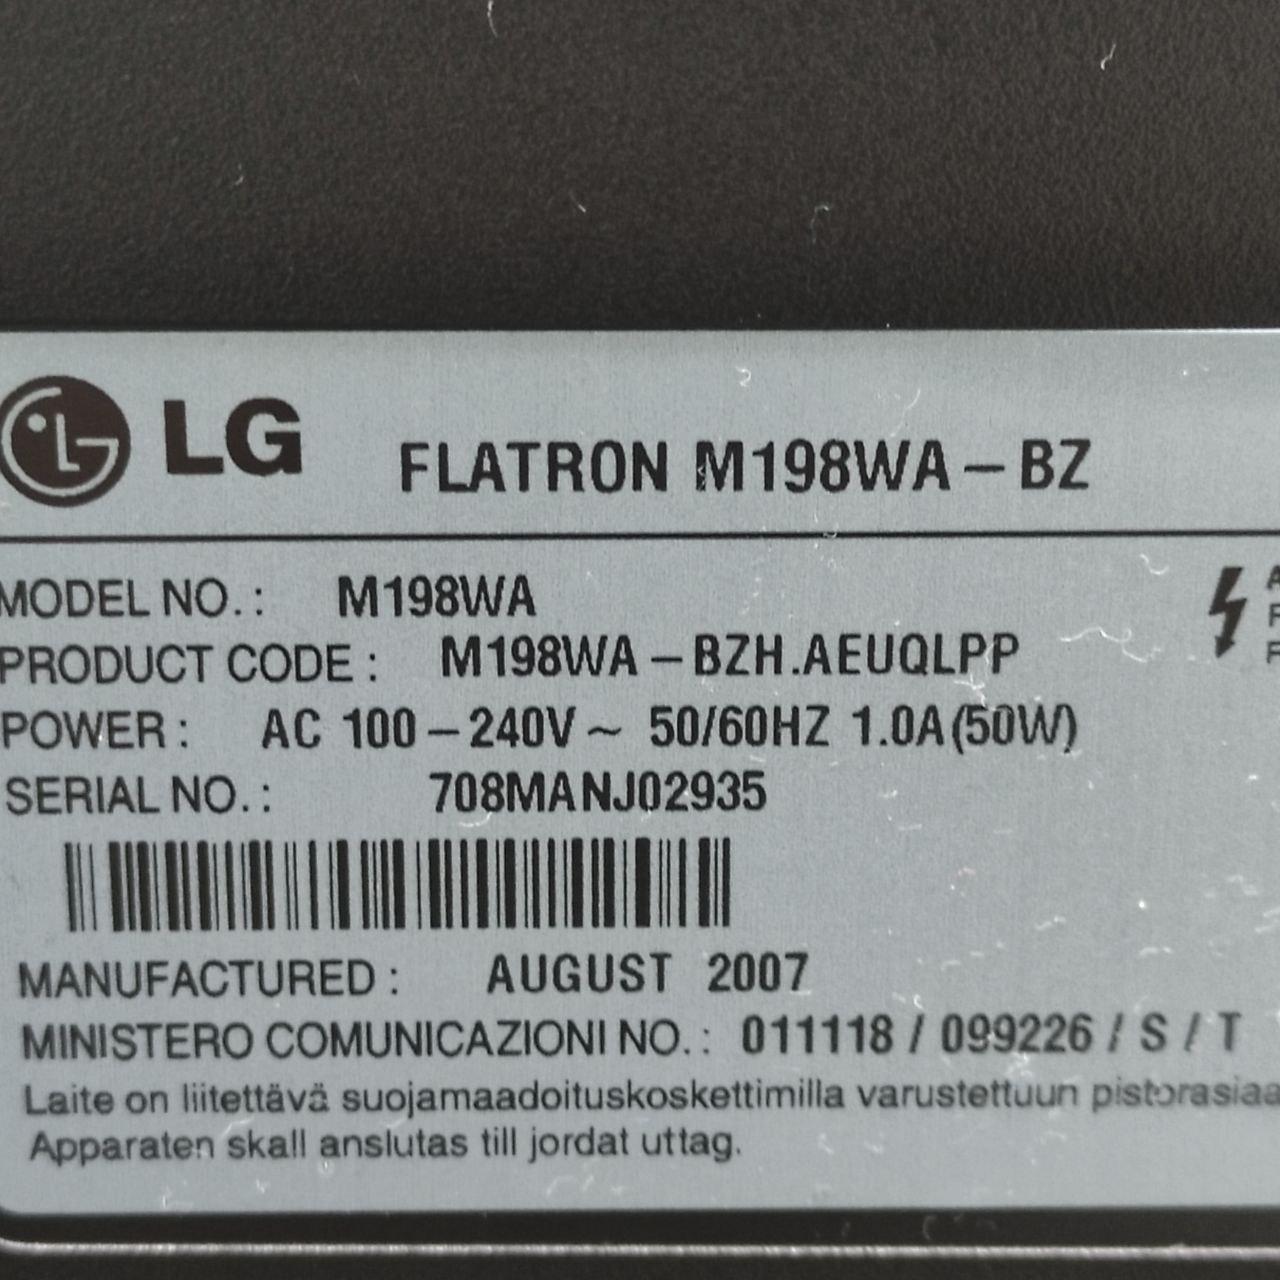 LG FLATRON M198WA-BZ
MODEL NO. : M198WA
PRODUCT CODE : M198WA-BZH.AEUQLPP
POWER : AC 100-240V~ 50/60HZ 1.0A(50W)
SERIAL NO. : 708MANJ02935
MANUFACTURED : AUGUST 2007
MINISTERO COMUNICAZIONI NO. : 011118 / 099226 / S / T
Laite on liitettävä suojamaadoituskoskettimilla varustettuun
Apparaten skall anslutas till jordat uttag.